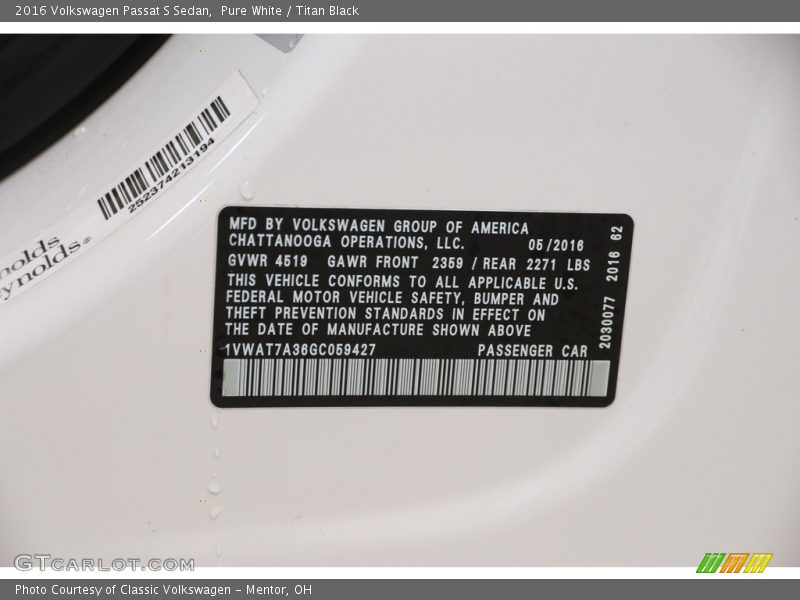 2016 Volkswagen Passat S Sedan,  Pure White / Titan Black
252374213194
nolds
ynolds®
MFD BY VOLKSWAGEN GROUP OF AMERICA
CHATTANOOGA OPERATIONS, LLC. 05/2016
GVWR 4519 GAWR FRONT 2359 / REAR 2271 LBS
THIS VEHICLE CONFORMS TO ALL APPLICABLE U.S.
FEDERAL MOTOR VEHICLE SAFETY, BUMPER AND
THEFT PREVENTION STANDARDS IN EFFECT ON
THE DATE OF MANUFACTURE SHOWN ABOVE
1VWAT7A36GC059427 PASSENGER CAR
2030077 2016 62
GTCARLOT.COM
Photo Courtesy of Classic Volkswagen - Mentor, OH